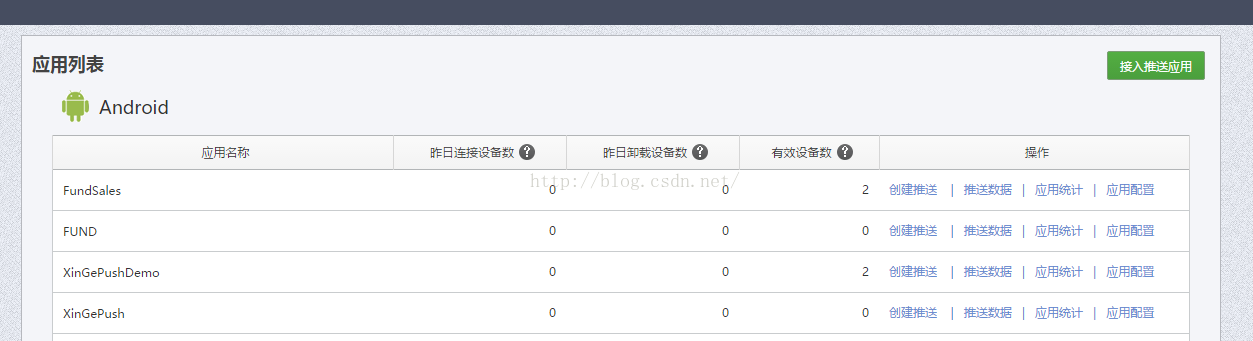 应用列表
接入推送应用
Android
应用名称 昨日连接设备数 ? 昨日卸载设备数 ? 有效设备数 ? 操作
http://blog.csdn.net/
FundSales 0 0 2 创建推送 | 推送数据 | 应用统计 | 应用配置
FUND 0 0 0 创建推送 | 推送数据 | 应用统计 | 应用配置
XinGePushDemo 0 0 2 创建推送 | 推送数据 | 应用统计 | 应用配置
XinGePush 0 0 0 创建推送 | 推送数据 | 应用统计 | 应用配置